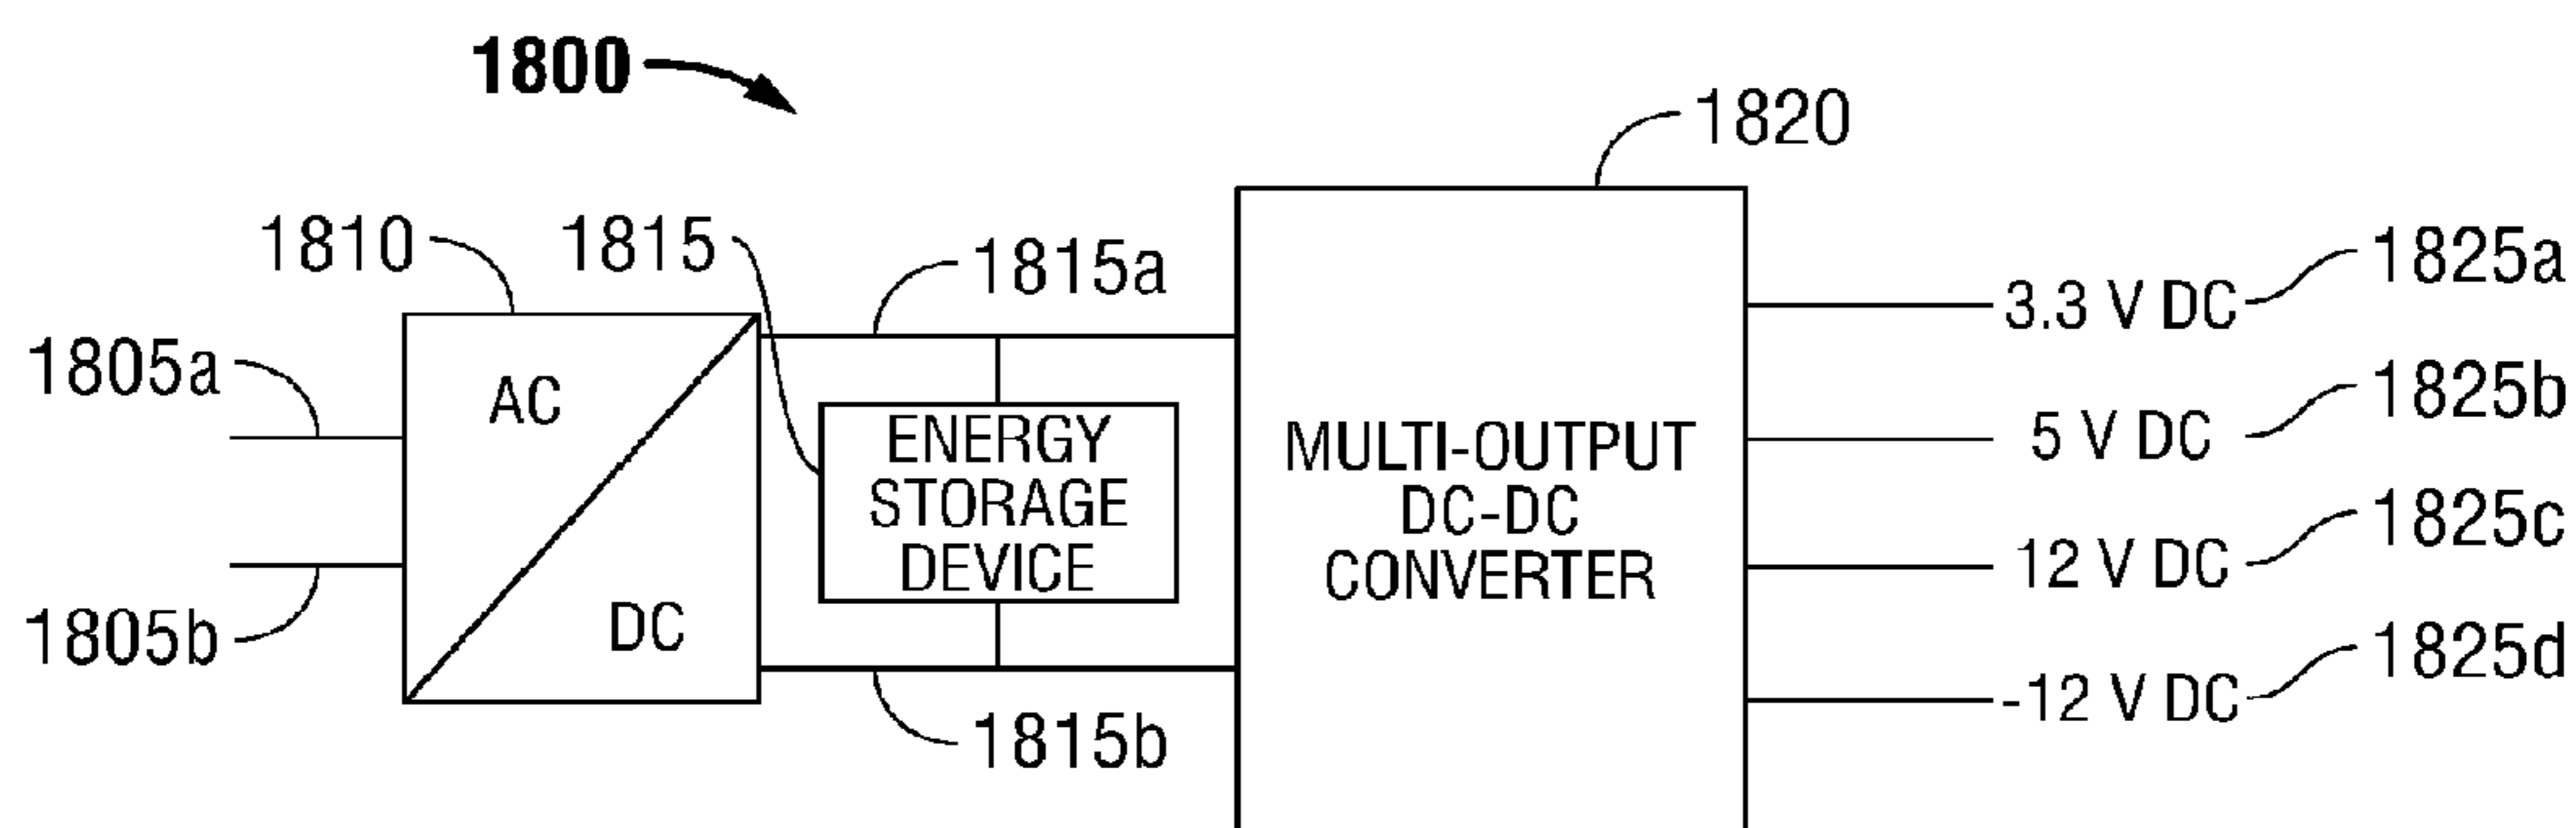 1800
1820
1810
1815
1815a
1825a
3.3 V DC
1805a
AC
1825b
5 V DC
ENERGY
STORAGE
DEVICE
MULTI-OUTPUT
DC-DC
CONVERTER
1825c
12 V DC
1805b
DC
1825d
-12 V DC
1815b